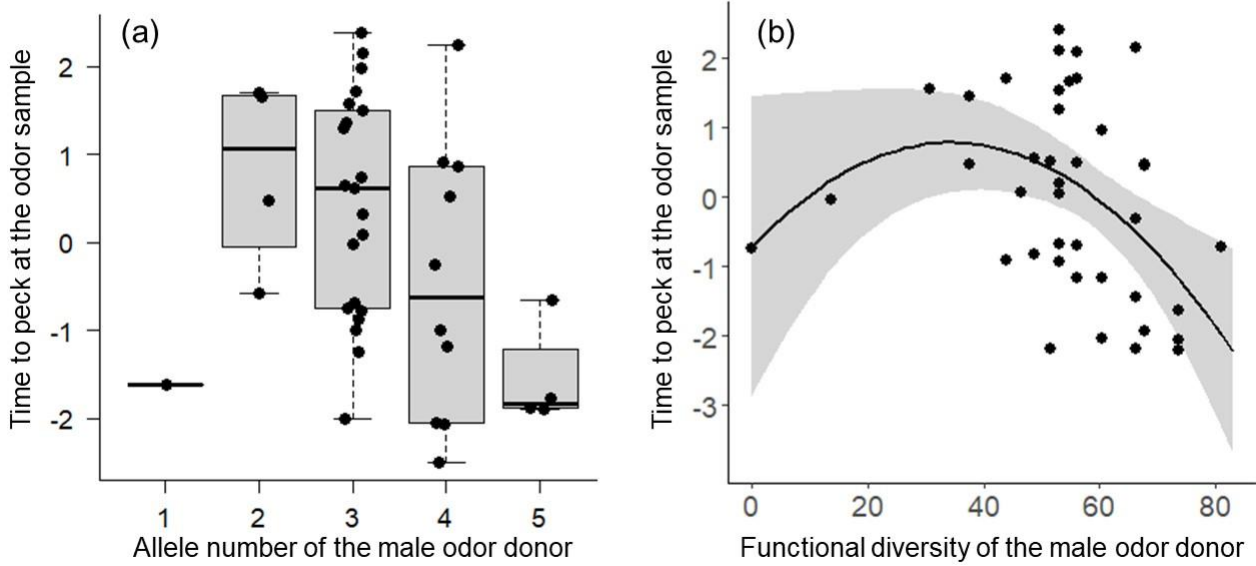 (a)
Time to peck at the odor sample
2
1
0
-1
-2
1 2 3 4 5
Allele number of the male odor donor
(b)
Time to peck at the odor sample
2
1
0
-1
-2
-3
0 20 40 60 80
Functional diversity of the male odor donor